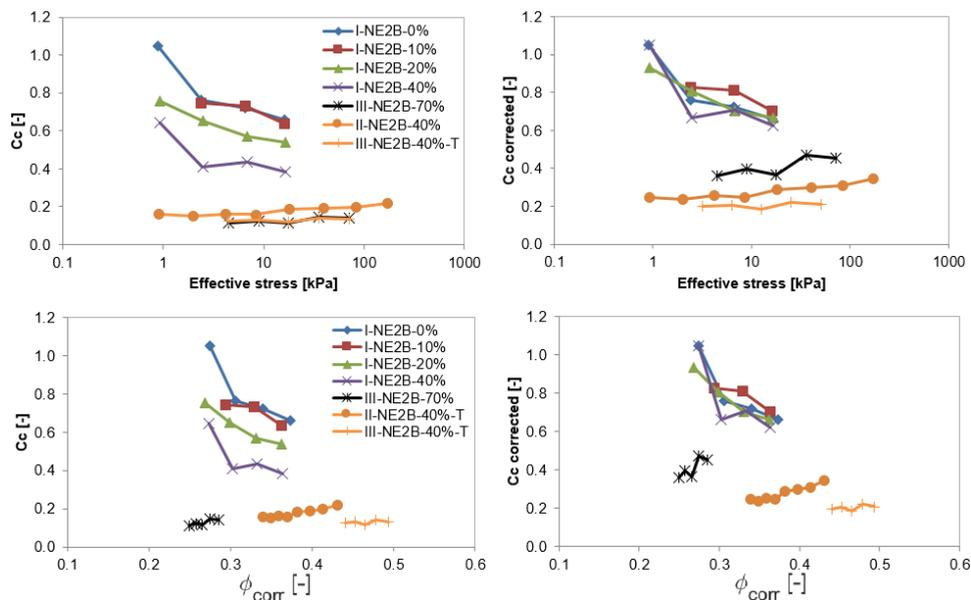 1.2
1.0
0.8
0.6
0.4
0.2
0.0
Cc [-]
I-NE2B-0%
I-NE2B-10%
I-NE2B-20%
I-NE2B-40%
III-NE2B-70%
II-NE2B-40%
III-NE2B-40%-T
0.1 1 10 100 1000
Effective stress [kPa]
1.2
1.0
0.8
0.6
0.4
0.2
0.0
Cc corrected [-]
0.1 1 10 100 1000
Effective stress [kPa]
1.2
1.0
0.8
0.6
0.4
0.2
0.0
Cc [-]
I-NE2B-0%
I-NE2B-10%
I-NE2B-20%
I-NE2B-40%
III-NE2B-70%
II-NE2B-40%-T
III-NE2B-40%-T
0.1 0.2 0.3 0.4 0.5 0.6
ϕcorr [-]
1.2
1.0
0.8
0.6
0.4
0.2
0.0
Cc corrected [-]
0.1 0.2 0.3 0.4 0.5 0.6
ϕcorr [-]